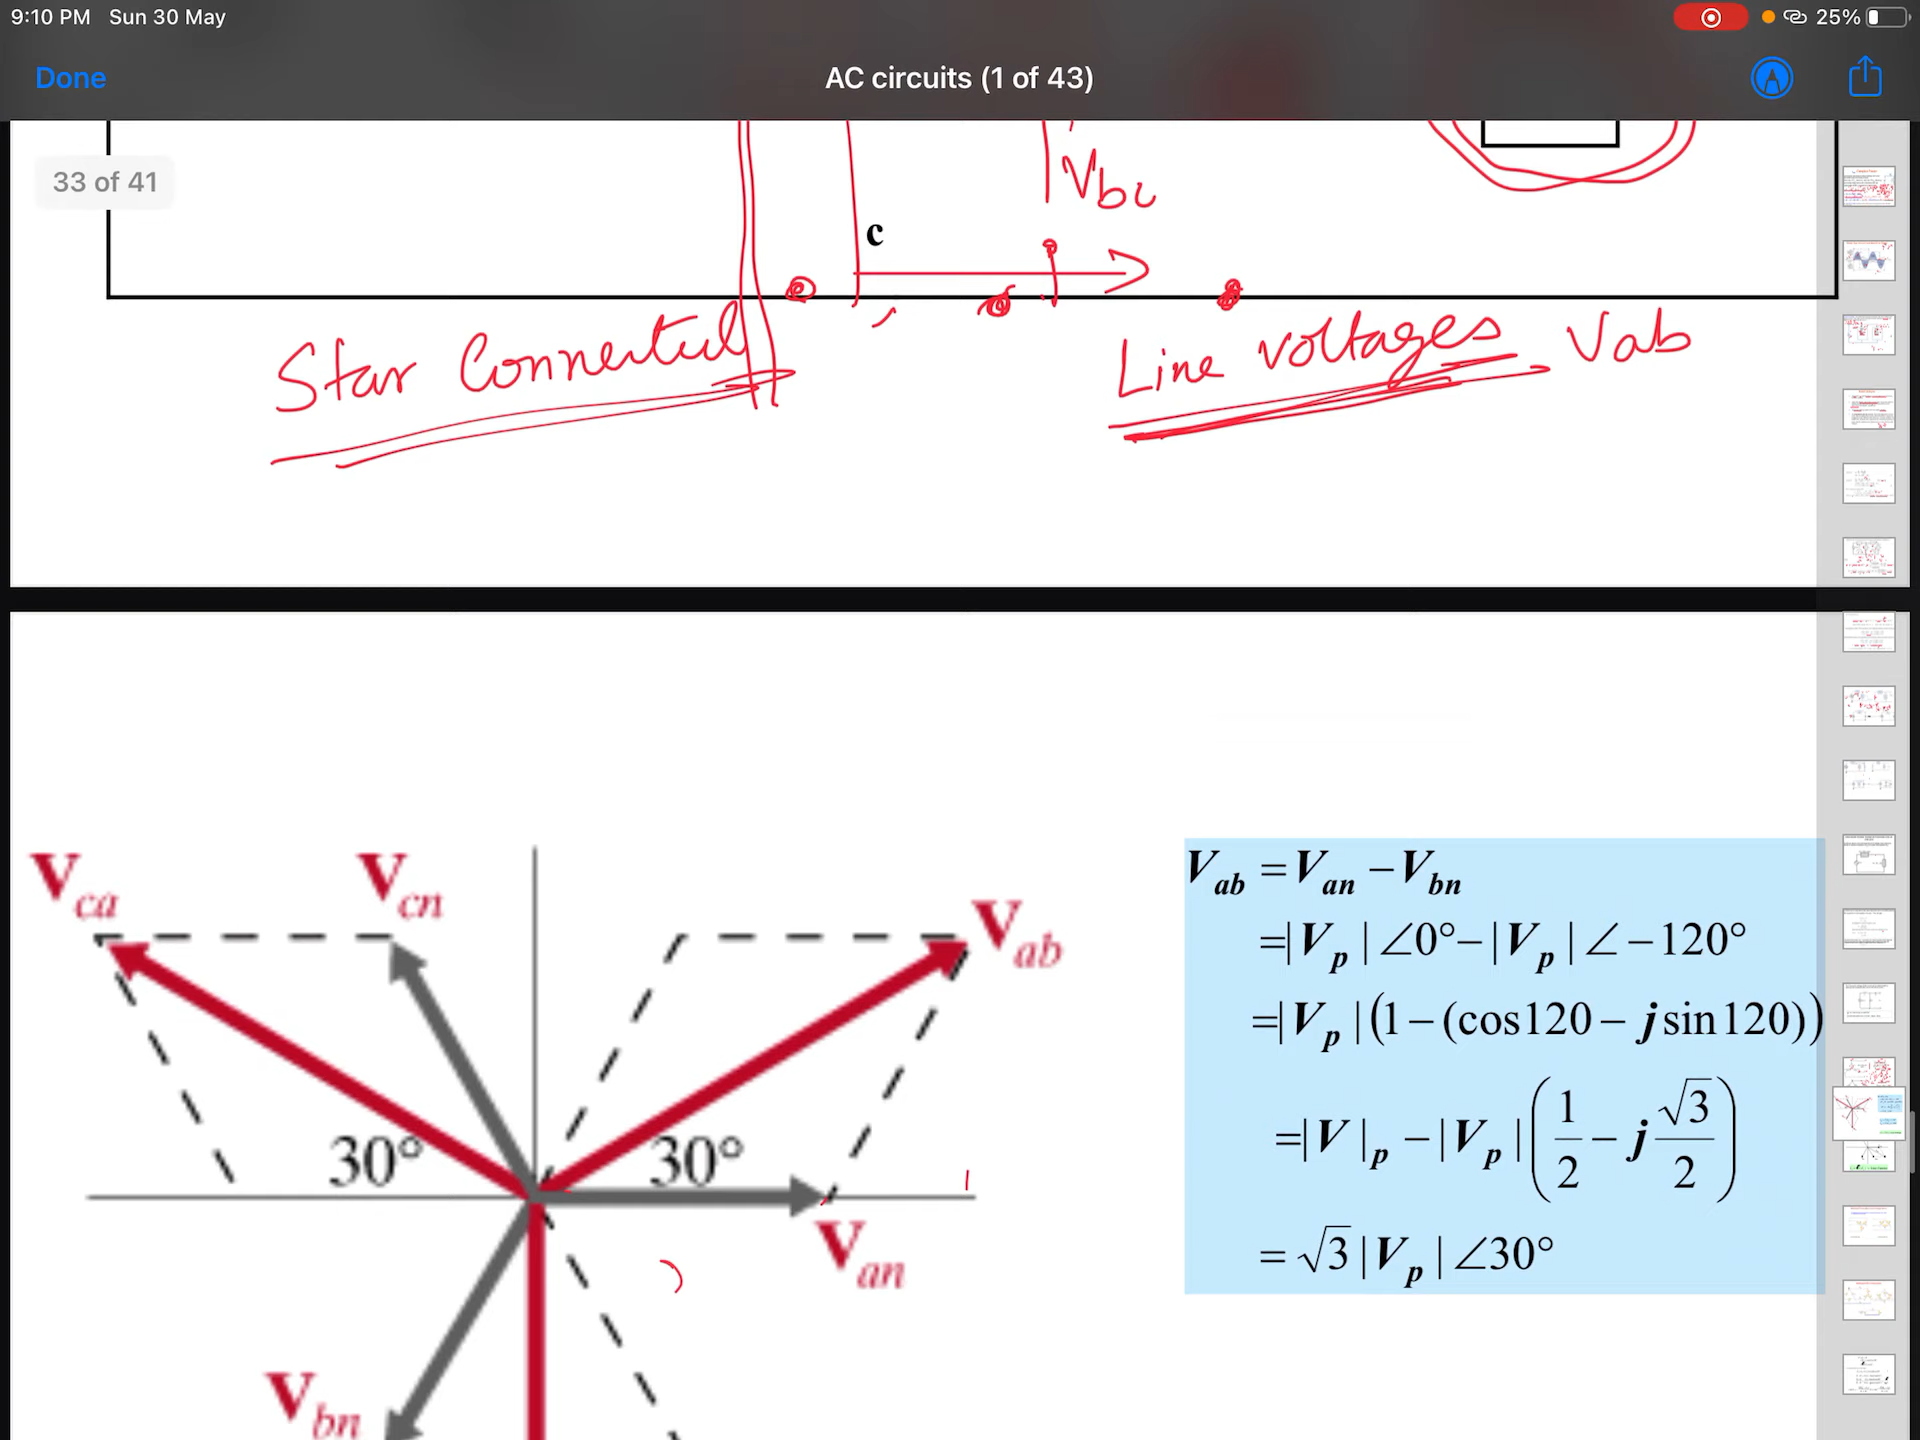 9:10 PM Sun 30 May
25%
Done
AC circuits (1 of 43)
33 of 41
Vbc
c
Star Connected
Line voltages Vab
Vca
Vcn
Vab
30°
30°
Van
Vbn
Vab = Van − Vbn
=|Vp|∠0°−|Vp|∠−120°
=|Vp|(1−(cos120−jsin120))
=|V|p −|Vp|(1/2 − j√3/2)
= √3|Vp|∠30°